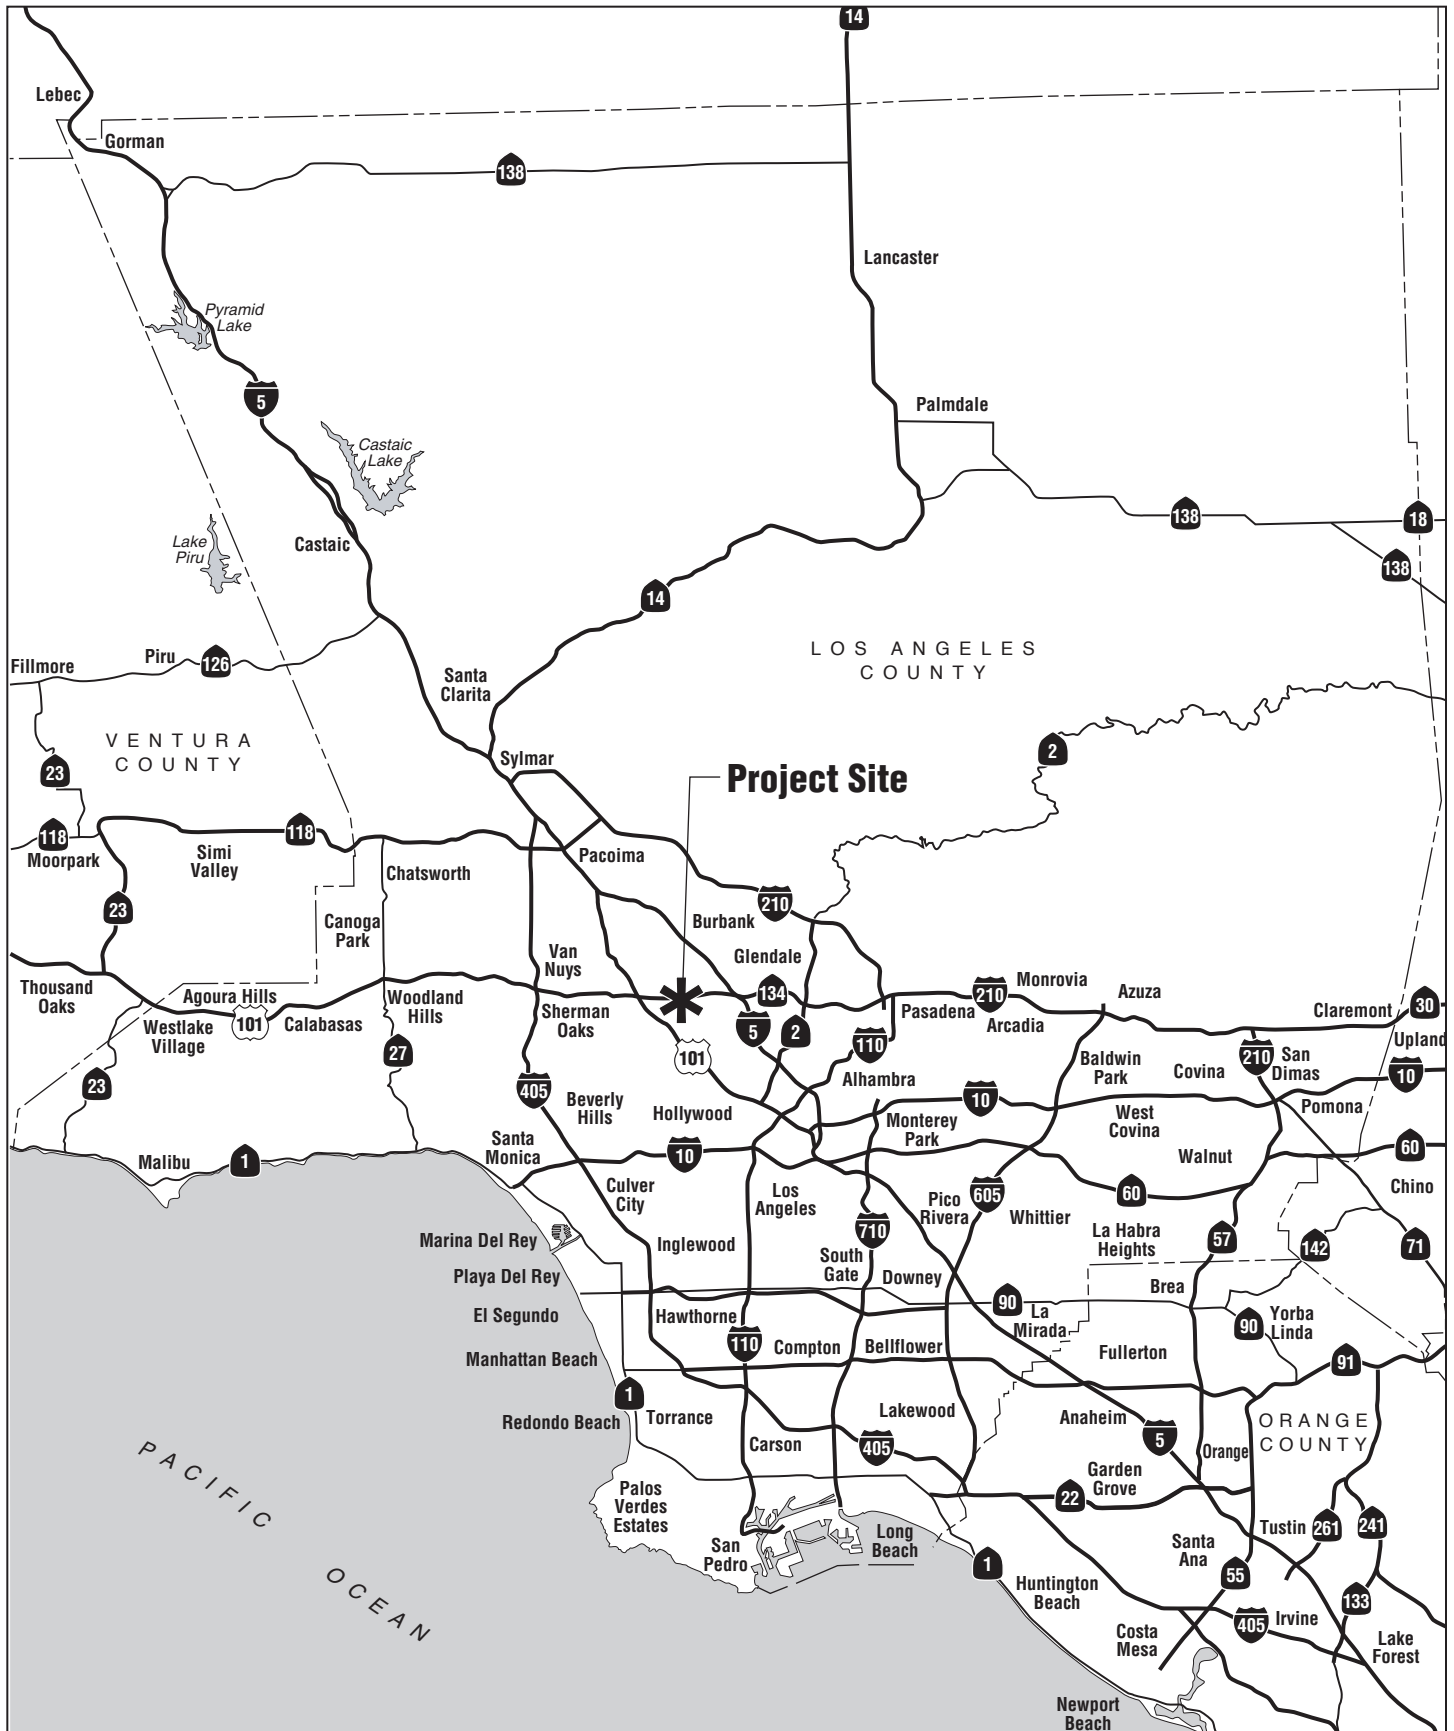 14
Lebec
Gorman
138
Lancaster
Pyramid
Lake
5
Palmdale
Castaic
Lake
138
18
Lake
Piru
Castaic
138
14
LOS ANGELES
COUNTY
Fillmore
Piru
126
Santa
Clarita
VENTURA
COUNTY
23
2
Sylmar
Project Site
118
118
Moorpark
Simi
Valley
Pacoima
Chatsworth
23
210
Canoga
Park
Burbank
Van
Nuys
Glendale
Thousand
Oaks
Agoura Hills
Woodland
Hills
134
210
Monrovia
Azuza
Claremont
30
Westlake
Village
101
Calabasas
Sherman
Oaks
5
2
Pasadena
Arcadia
Upland
27
101
110
Baldwin
Park
Covina
210
San
Dimas
10
23
405
Alhambra
Beverly
Hills
Hollywood
10
Monterey
Park
West
Covina
Pomona
Santa
Monica
10
Walnut
60
Malibu
1
Culver
City
Los
Angeles
Pico
Rivera
605
Whittier
60
Chino
Marina Del Rey
Inglewood
710
South
Gate
La Habra
Heights
57
142
71
Playa Del Rey
Downey
Brea
El Segundo
Hawthorne
90
La
Mirada
90
Yorba
Linda
110
Compton
Bellflower
Manhattan Beach
Fullerton
91
1
Redondo Beach
Torrance
Lakewood
Anaheim
ORANGE
COUNTY
Carson
405
5
Orange
PACIFIC
OCEAN
Palos
Verdes
Estates
22
Garden
Grove
San
Pedro
Long
Beach
Santa
Ana
Tustin
261
241
1
Huntington
Beach
55
133
Costa
Mesa
405
Irvine
Lake
Forest
Newport
Beach